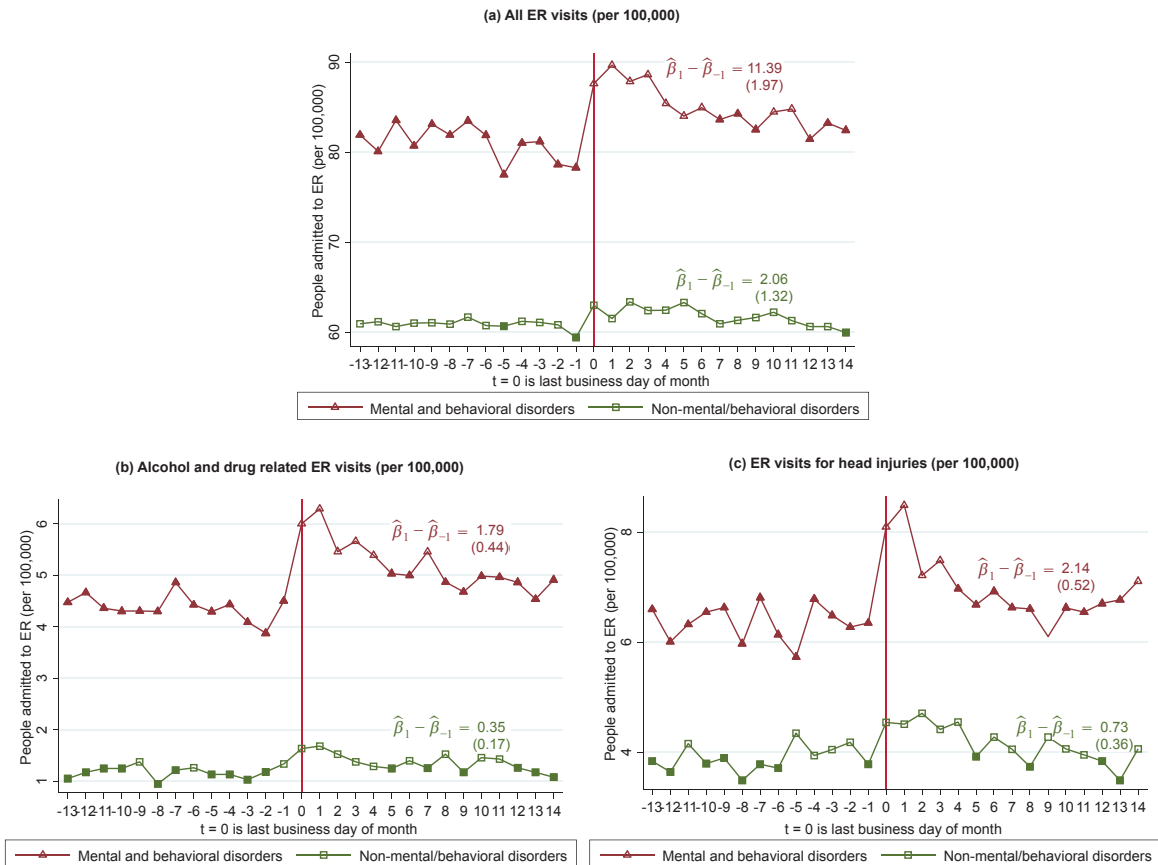 (a) All ER visits (per 100,000)
People admitted to ER (per 100,000)
90
80
70
60
β̂₁ − β̂₋₁ = 11.39
(1.97)
β̂₁ − β̂₋₁ = 2.06
(1.32)
-13-12-11-10-9 -8 -7 -6 -5 -4 -3 -2 -1 0 1 2 3 4 5 6 7 8 9 10 11 12 13 14
t = 0 is last business day of month
Mental and behavioral disorders Non-mental/behavioral disorders
(b) Alcohol and drug related ER visits (per 100,000)
People admitted to ER (per 100,000)
6
5
4
3
2
1
β̂₁ − β̂₋₁ = 1.79
(0.44)
β̂₁ − β̂₋₁ = 0.35
(0.17)
-13-12-11-10-9 -8 -7 -6 -5 -4 -3 -2 -1 0 1 2 3 4 5 6 7 8 9 10 11 12 13 14
t = 0 is last business day of month
Mental and behavioral disorders Non-mental/behavioral disorders
(c) ER visits for head injuries (per 100,000)
People admitted to ER (per 100,000)
8
6
4
β̂₁ − β̂₋₁ = 2.14
(0.52)
β̂₁ − β̂₋₁ = 0.73
(0.36)
-13-12-11-10-9 -8 -7 -6 -5 -4 -3 -2 -1 0 1 2 3 4 5 6 7 8 9 10 11 12 13 14
t = 0 is last business day of month
Mental and behavioral disorders Non-mental/behavioral disorders